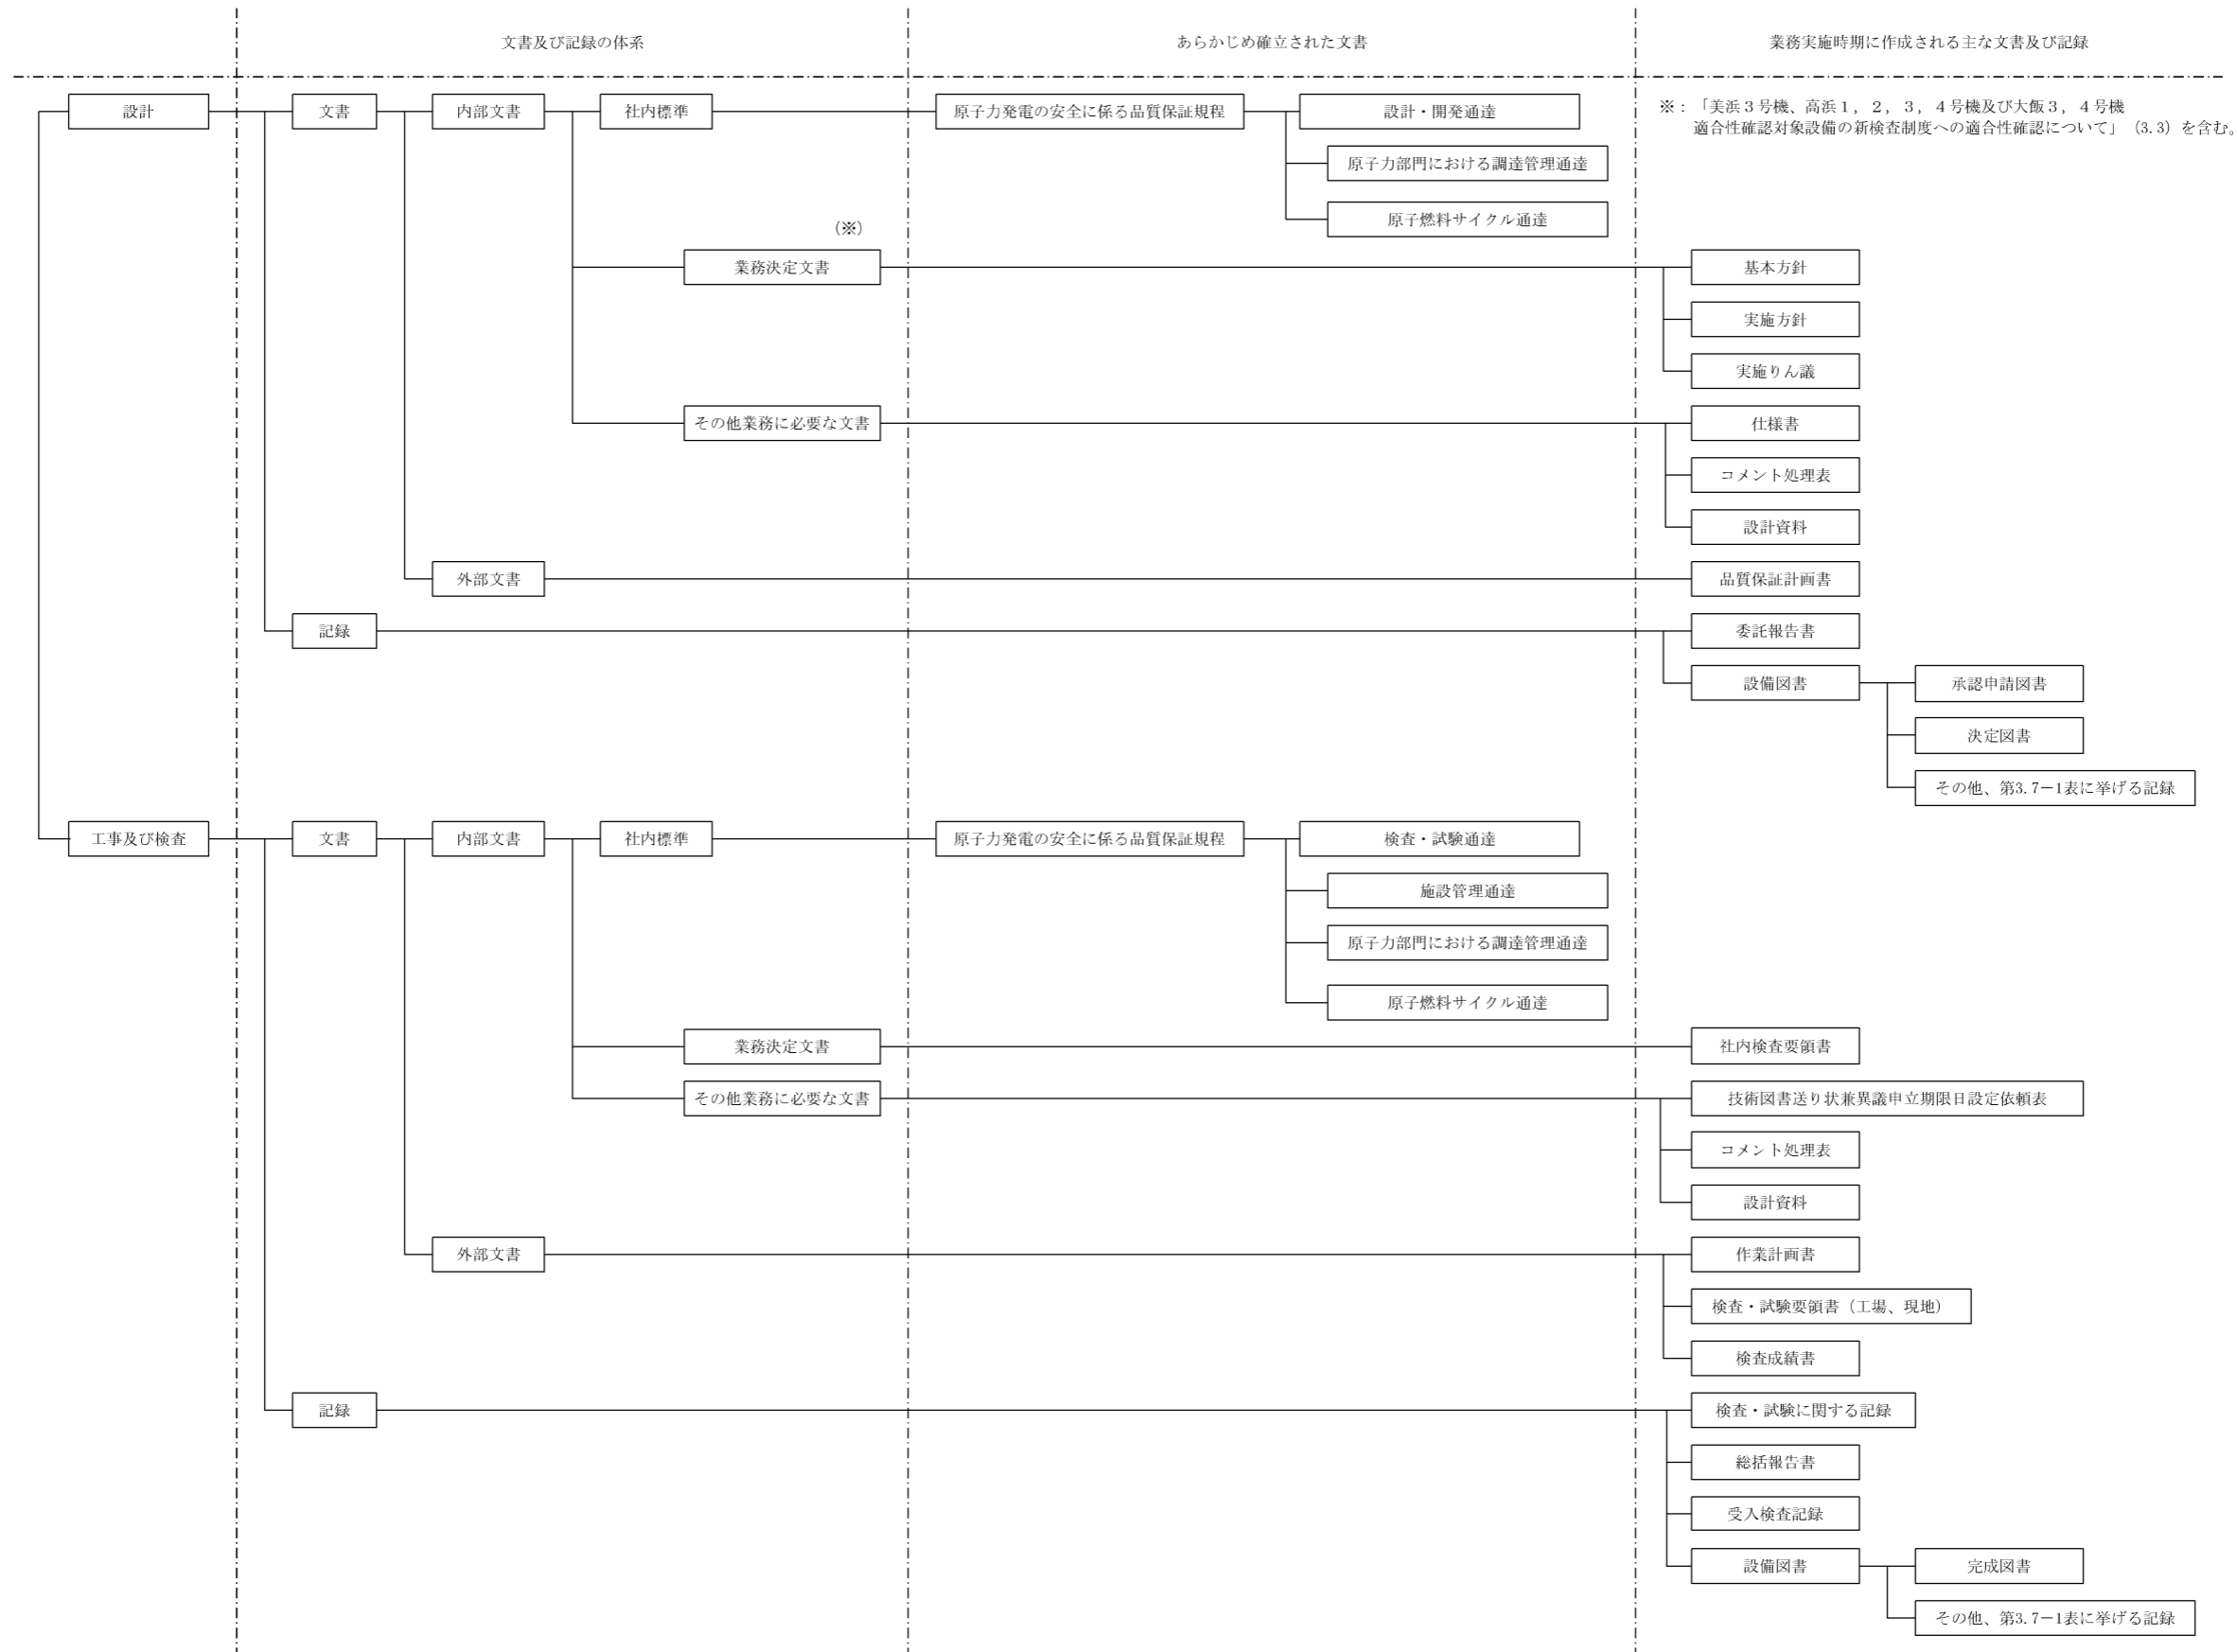 文書及び記録の体系
あらかじめ確立された文書
業務実施時期に作成される主な文書及び記録
設計
文書
内部文書
社内標準
原子力発電の安全に係る品質保証規程
設計・開発通達
※：「美浜３号機、高浜１，２，３，４号機及び大飯３，４号機
適合性確認対象設備の新検査制度への適合性確認について」（3.3）を含む。
原子力部門における調達管理通達
原子燃料サイクル通達
（※）
業務決定文書
基本方針
実施方針
実施りん議
その他業務に必要な文書
仕様書
コメント処理表
設計資料
外部文書
品質保証計画書
記録
委託報告書
設備図書
承認申請図書
決定図書
その他、第3.7－1表に挙げる記録
工事及び検査
文書
内部文書
社内標準
原子力発電の安全に係る品質保証規程
検査・試験通達
施設管理通達
原子力部門における調達管理通達
原子燃料サイクル通達
業務決定文書
社内検査要領書
その他業務に必要な文書
技術図書送り状兼異議申立期限日設定依頼表
コメント処理表
設計資料
外部文書
作業計画書
検査・試験要領書（工場、現地）
検査成績書
記録
検査・試験に関する記録
総括報告書
受入検査記録
設備図書
完成図書
その他、第3.7－1表に挙げる記録